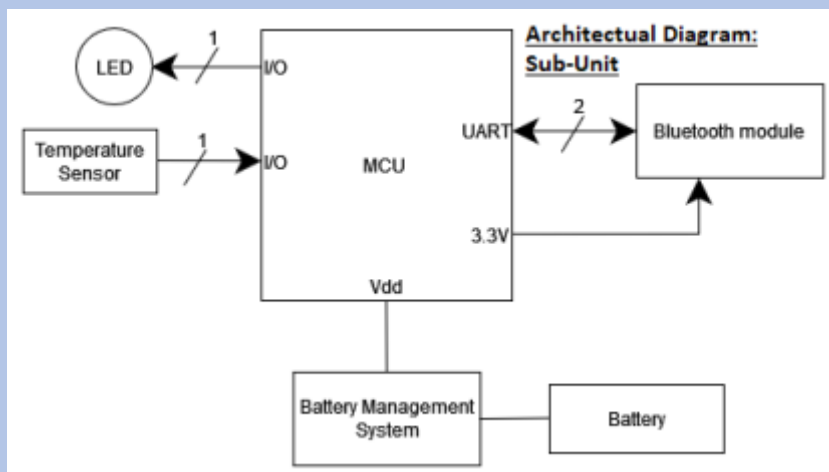 Architectual Diagram:
Sub-Unit
LED
1
I/O
Temperature
Sensor
1
I/O
MCU
UART
2
Bluetooth module
3.3V
Vdd
Battery Management
System
Battery